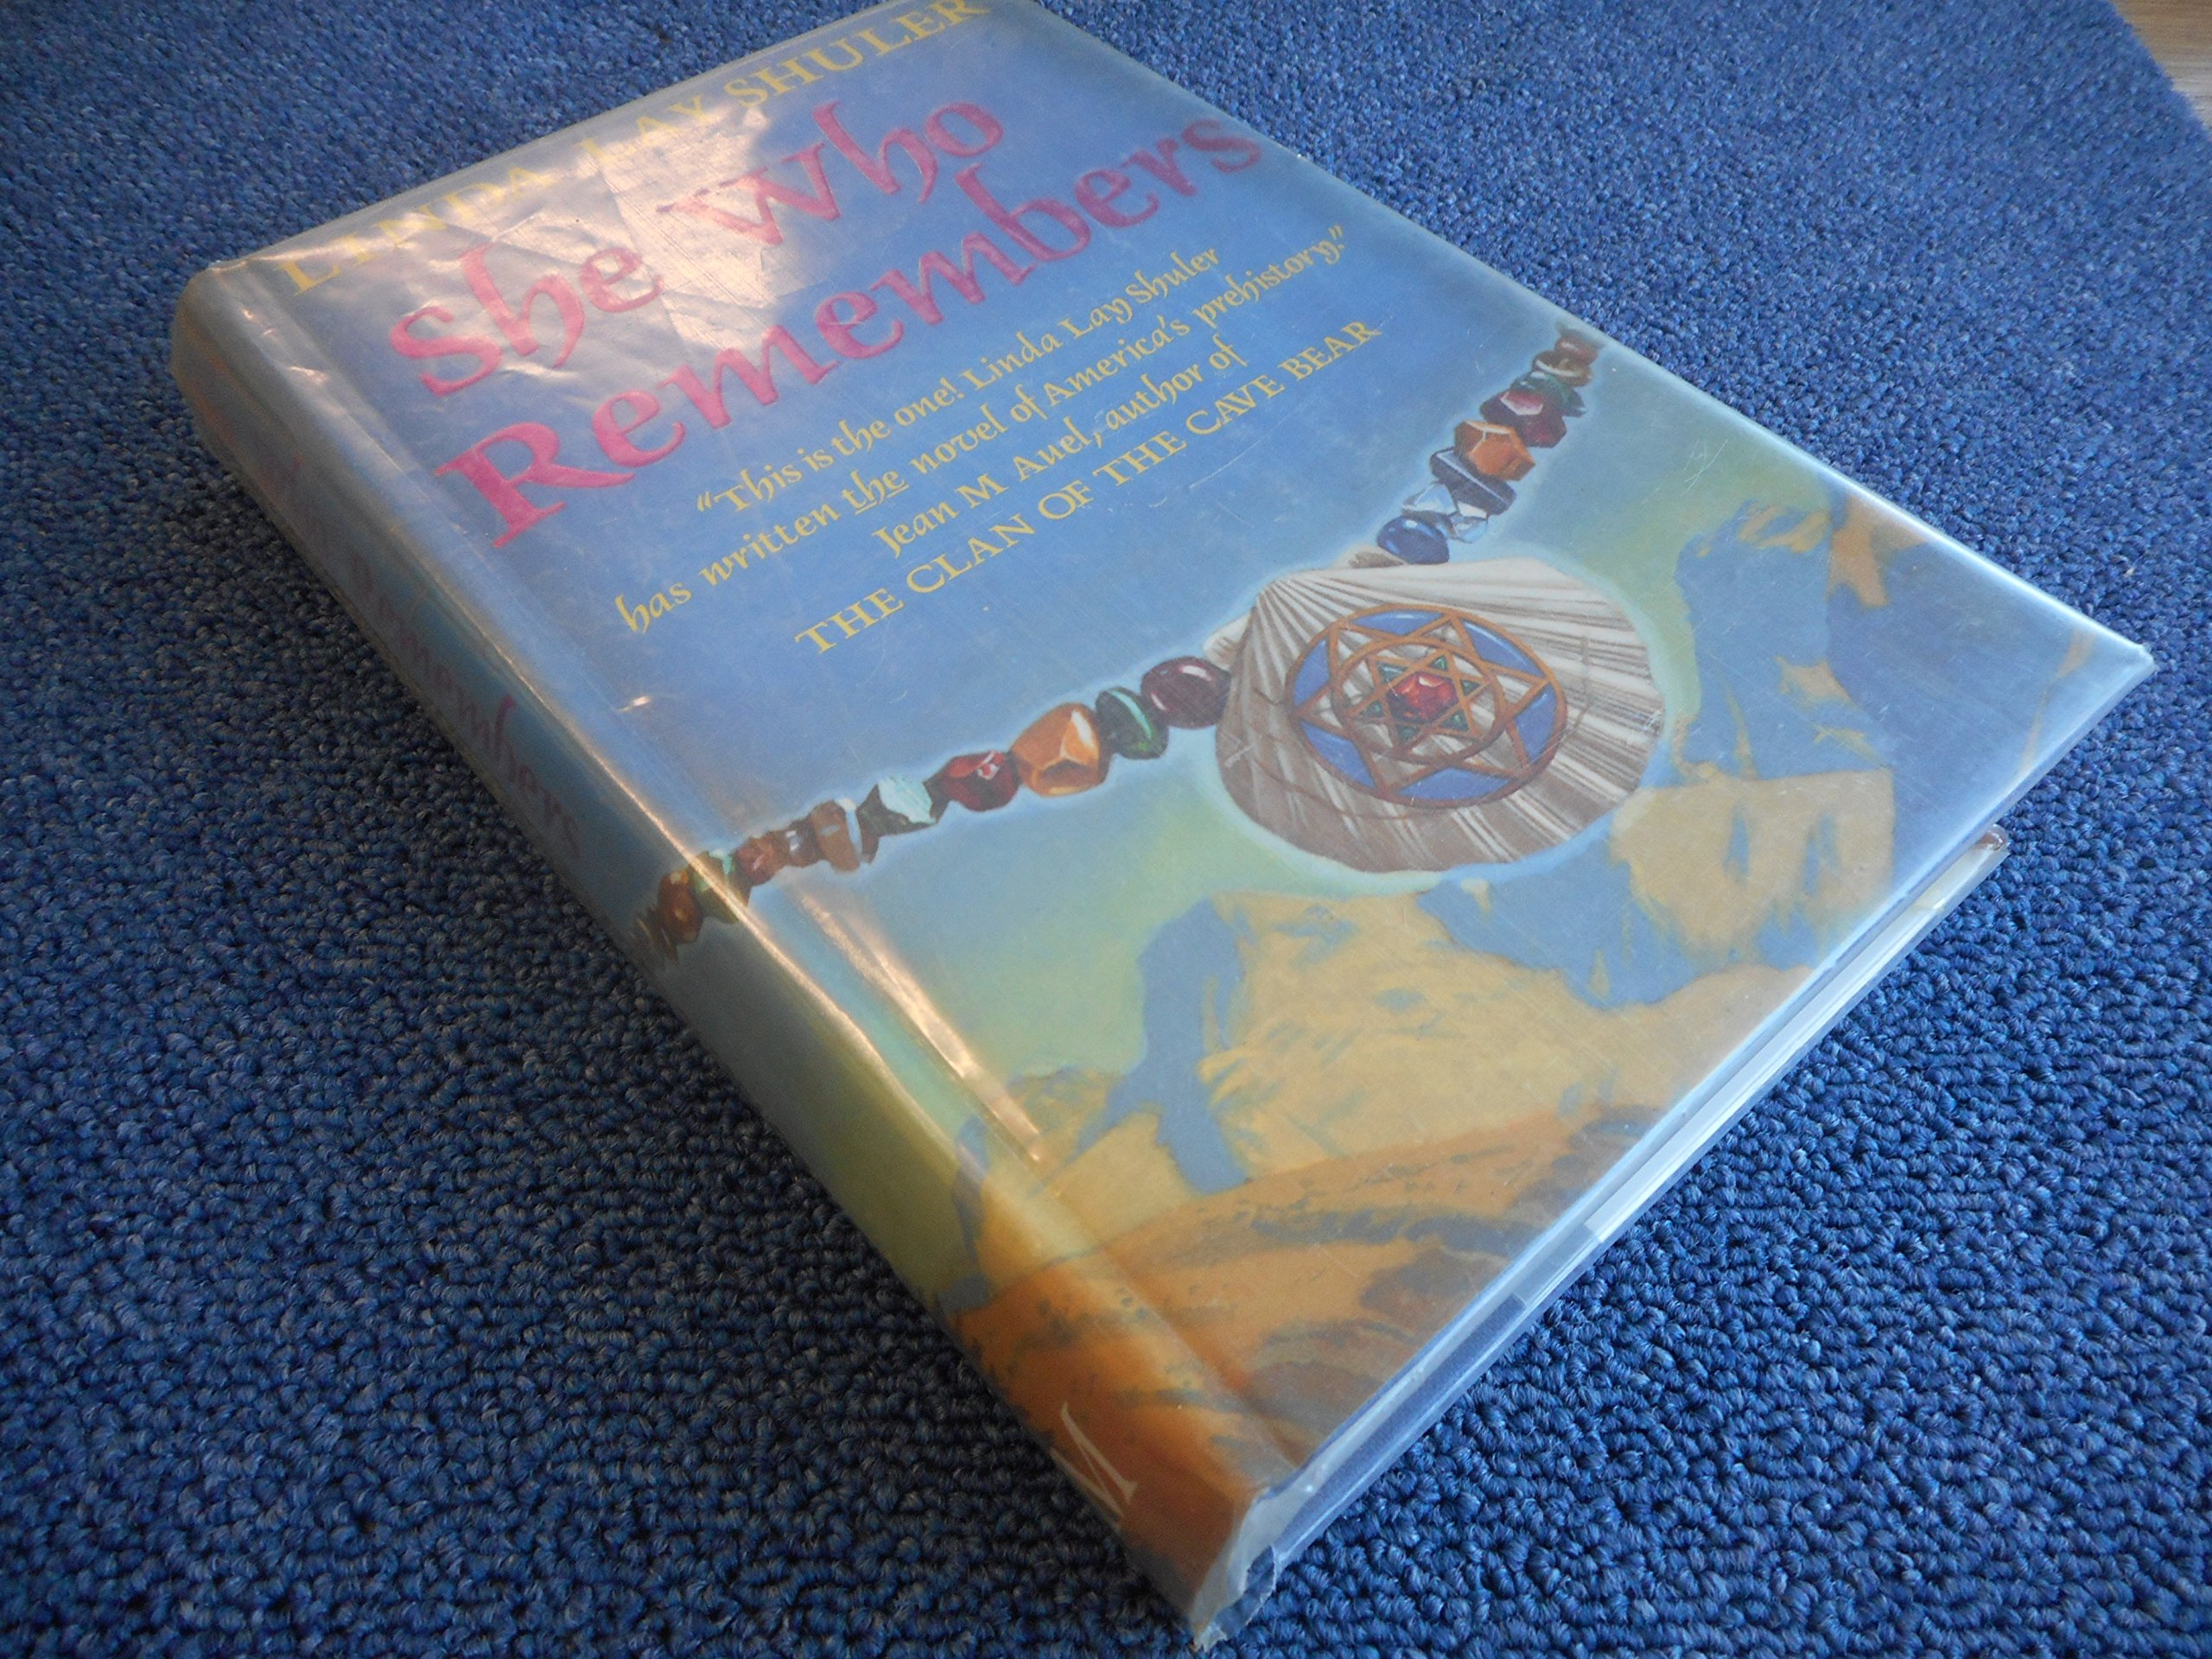 LINDA LAY SHULER
She Who
Remembers
“This is the one! Linda Lay Shuler
has written the novel of America's prehistory.”
Jean M Auel, author of
THE CLAN OF THE CAVE BEAR
Remembers
M